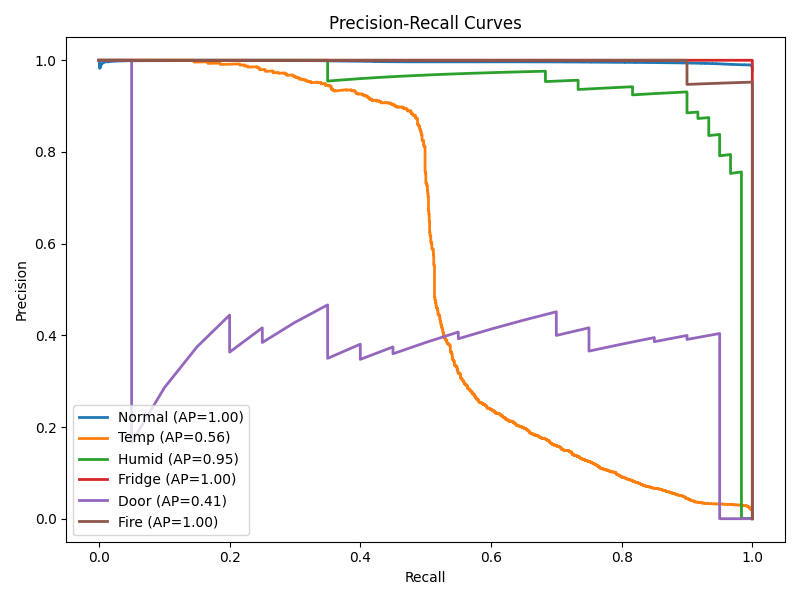 Precision-Recall Curves
Precision
1.0
0.8
0.6
0.4
0.2
0.0
Normal (AP=1.00)
Temp (AP=0.56)
Humid (AP=0.95)
Fridge (AP=1.00)
Door (AP=0.41)
Fire (AP=1.00)
0.0 0.2 0.4 0.6 0.8 1.0
Recall